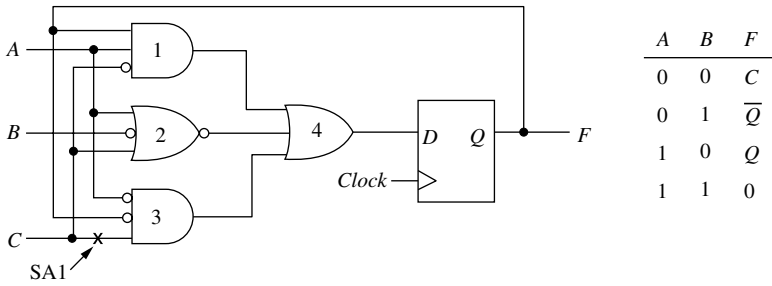 A
B
C
1
2
3
4
D Q
Clock
F
SA1
x
A B F
0 0 C
0 1 Q̅
1 0 Q
1 1 0